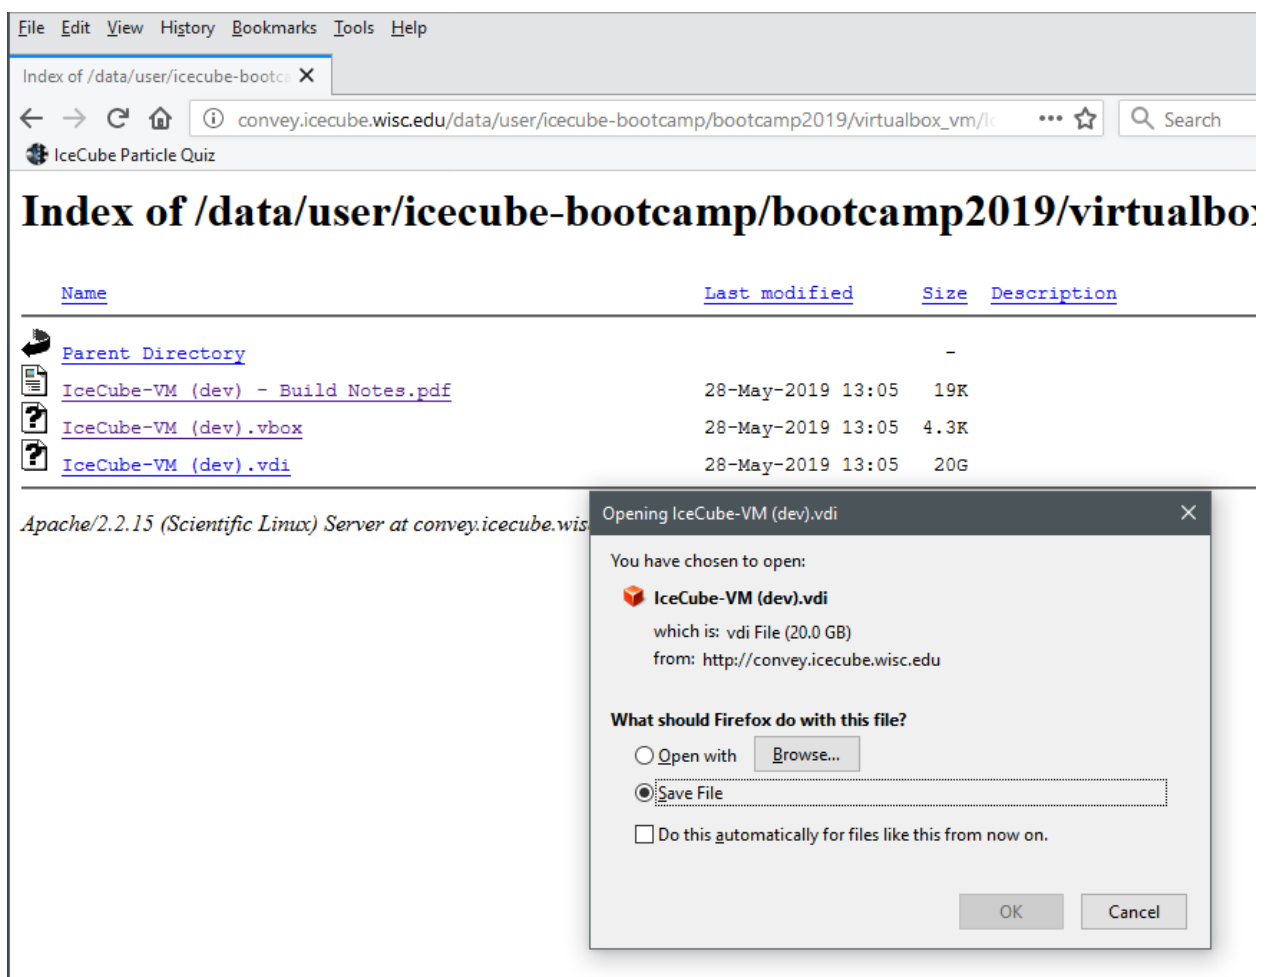 File Edit View History Bookmarks Tools Help
Index of /data/user/icecube-bootca
convey.icecube.wisc.edu/data/user/icecube-bootcamp/bootcamp2019/virtualbox_vm/ Search
IceCube Particle Quiz
Index of /data/user/icecube-bootcamp/bootcamp2019/virtualbo
Name Last modified Size Description
Parent Directory -
IceCube-VM (dev) - Build Notes.pdf 28-May-2019 13:05 19K
IceCube-VM (dev).vbox 28-May-2019 13:05 4.3K
IceCube-VM (dev).vdi 28-May-2019 13:05 20G
Apache/2.2.15 (Scientific Linux) Server at convey.icecube.wis
Opening IceCube-VM (dev).vdi
You have chosen to open:
IceCube-VM (dev).vdi
which is: vdi File (20.0 GB)
from: http://convey.icecube.wisc.edu
What should Firefox do with this file?
Open with Browse...
Save File
Do this automatically for files like this from now on.
OK Cancel